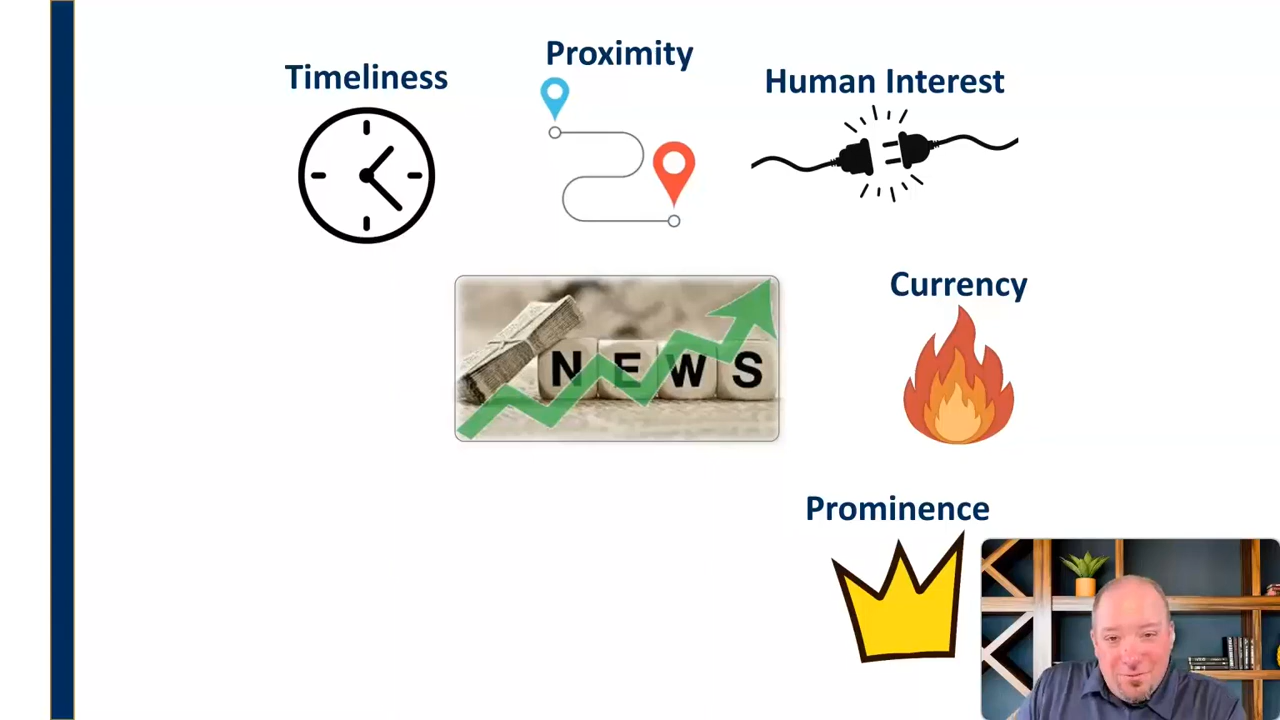 Proximity
Timeliness
Human Interest
Currency
NEWS
Prominence